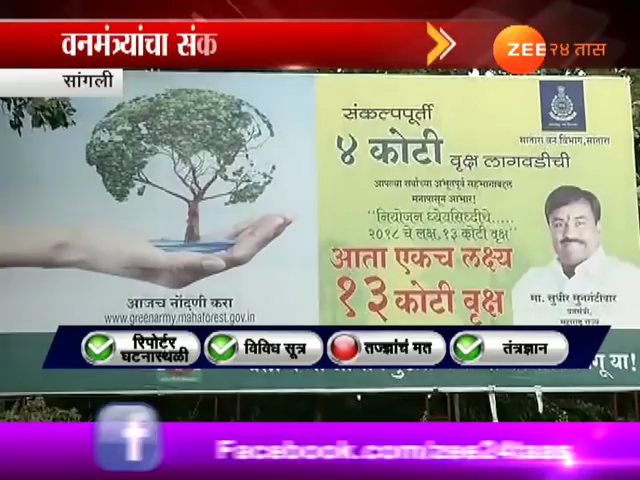 वनमंत्र्यांचा संक
ZEE २४ तास
सांगली
संकल्पपूर्ती
४ कोटी वृक्ष लागवडीची
सातारा वन विभाग, सातारा
आपल्या सर्वांच्या अभूतपूर्व सहभागाबद्दल
मनापासून आभार!
"नियोजन ध्येयसिध्दीचे.....
२०१८ चे लक्ष, १३ कोटी वृक्ष"
आता एकच लक्ष्य
१३ कोटी वृक्ष
मा. सुधीर मुनगंटीवार
वनमंत्री,
महाराष्ट्र राज्य
आजच नोंदणी करा
www.greenarmy.mahaforest.gov.in
रिपोर्टर घटनास्थळी
विविध सूत्र
तज्ज्ञांचं मत
तंत्रज्ञान
या!
Facebook.com/zee24taas